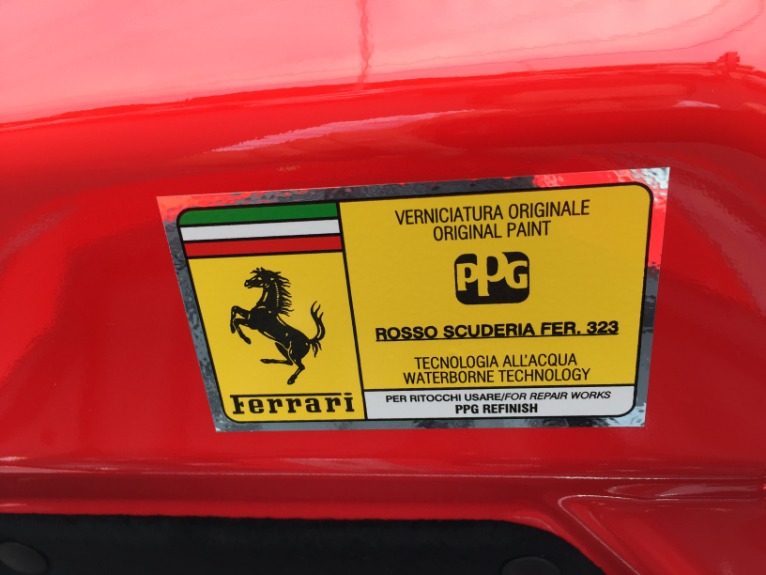 Ferrari
VERNICIATURA ORIGINALE
ORIGINAL PAINT
PPG
ROSSO SCUDERIA FER. 323
TECNOLOGIA ALL'ACQUA
WATERBORNE TECHNOLOGY
PER RITOCCHI USARE/FOR REPAIR WORKS
PPG REFINISH